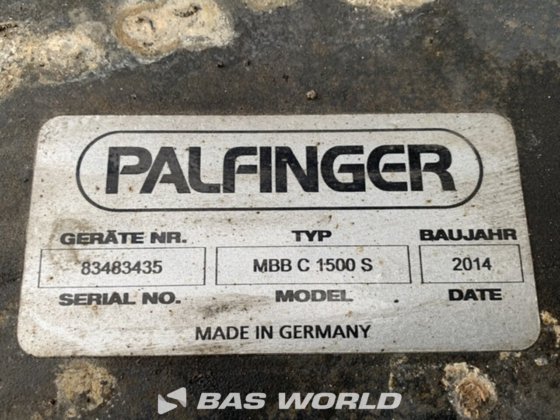 PALFINGER
GERÄTE NR. TYP BAUJAHR
83483435 MBB C 1500 S 2014
SERIAL NO. MODEL DATE
MADE IN GERMANY
BAS WORLD